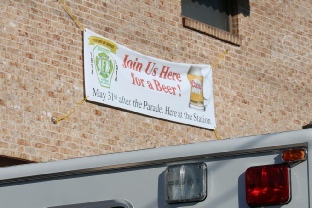 Join Us Here
for a Beer!
May 31st after the Parade. Here at the Station